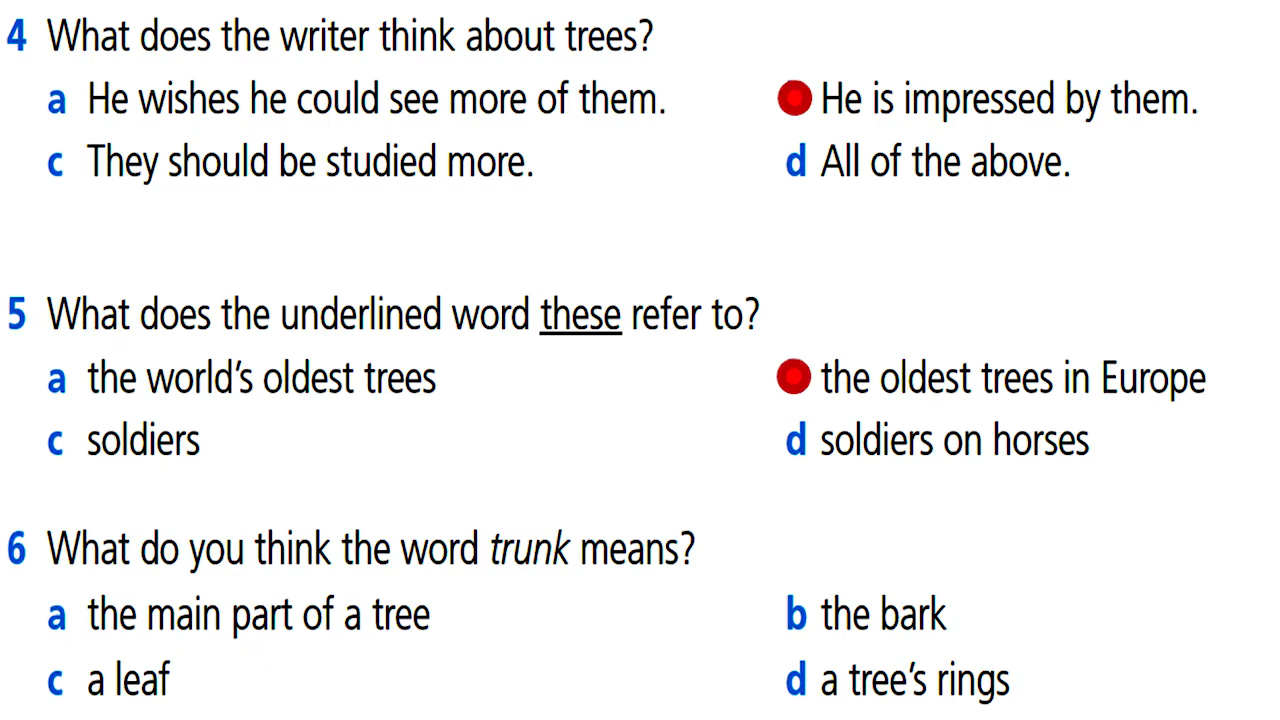 4 What does the writer think about trees?
a He wishes he could see more of them. He is impressed by them.
c They should be studied more. d All of the above.
5 What does the underlined word these refer to?
a the world's oldest trees the oldest trees in Europe
c soldiers d soldiers on horses
6 What do you think the word trunk means?
a the main part of a tree b the bark
c a leaf d a tree's rings